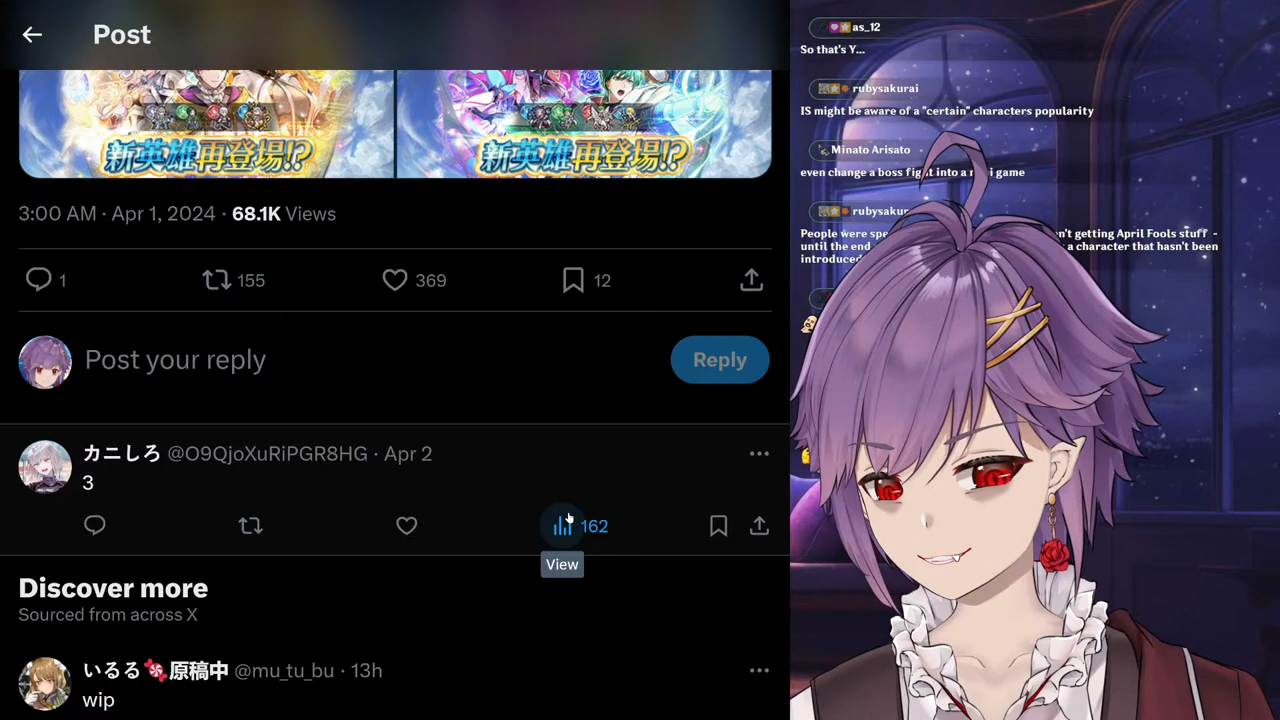 Post
新英雄再登場!?
新英雄再登場!?
3:00 AM · Apr 1, 2024 · 68.1K Views
1
155
369
12
Post your reply
Reply
カニしろ @O9QjoXuRiPGR8HG · Apr 2
3
162
View
Discover more
Sourced from across X
いるる🍬原稿中 @mu_tu_bu · 13h
wip
as_12
So that's Y...
rubysakurai
IS might be aware of a "certain" characters popularity
Minato Arisato
even change a boss into a game
rubysakur
People were getting April Fools stuff -
until the end a character that hasn't been
introduced